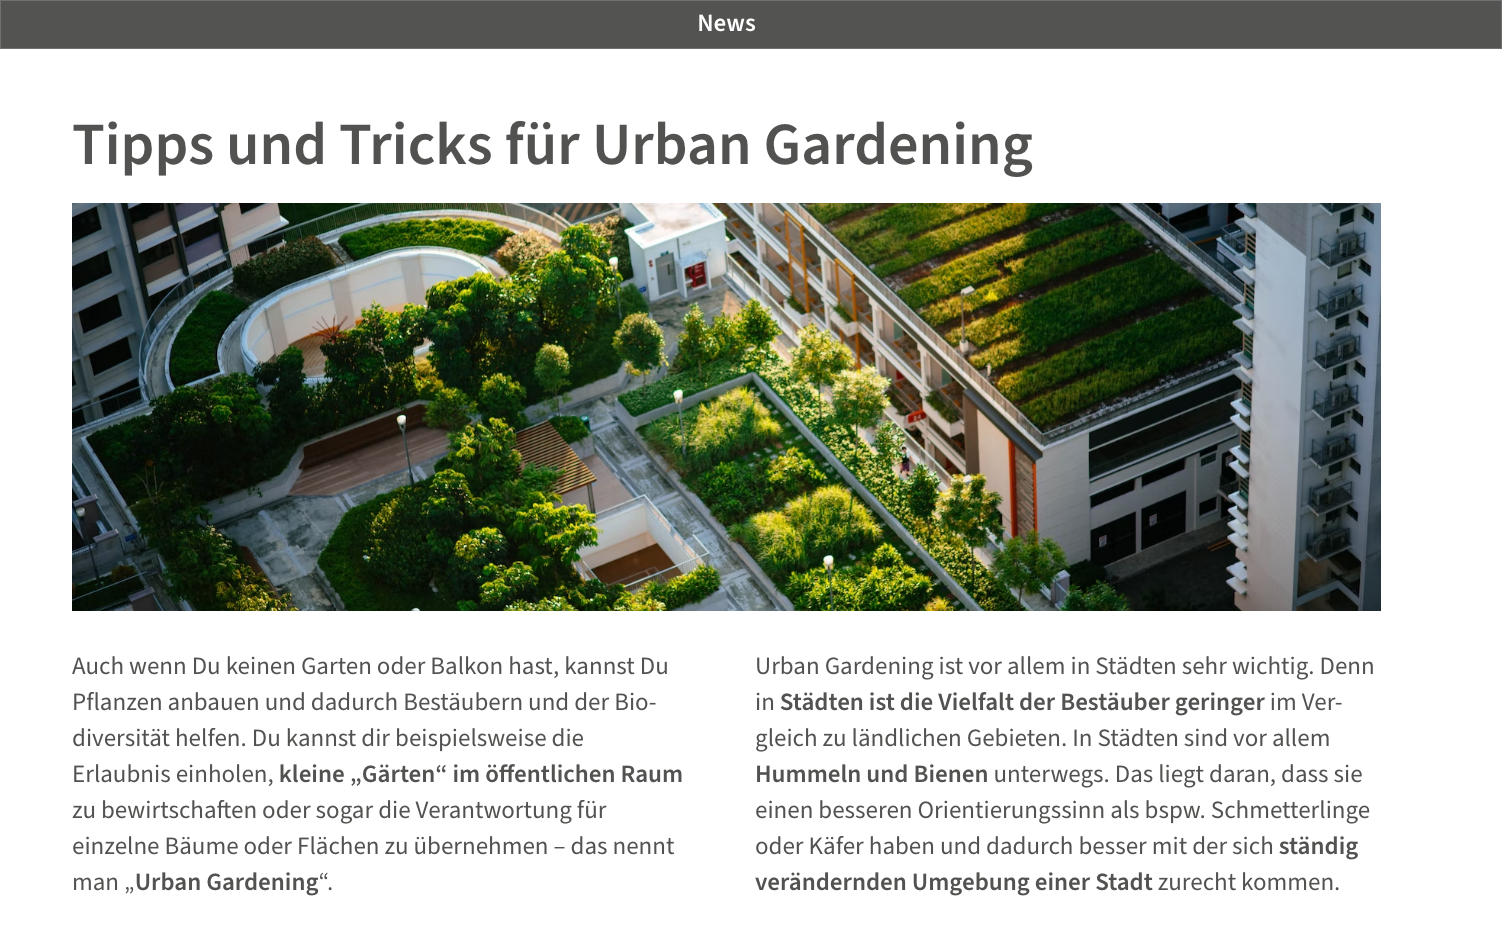 News
Tipps und Tricks für Urban Gardening
Auch wenn Du keinen Garten oder Balkon hast, kannst Du
Pflanzen anbauen und dadurch Bestäubern und der Bio-
diversität helfen. Du kannst dir beispielsweise die
Erlaubnis einholen, kleine „Gärten“ im öffentlichen Raum
zu bewirtschaften oder sogar die Verantwortung für
einzelne Bäume oder Flächen zu übernehmen – das nennt
man „Urban Gardening“.
Urban Gardening ist vor allem in Städten sehr wichtig. Denn
in Städten ist die Vielfalt der Bestäuber geringer im Ver-
gleich zu ländlichen Gebieten. In Städten sind vor allem
Hummeln und Bienen unterwegs. Das liegt daran, dass sie
einen besseren Orientierungssinn als bspw. Schmetterlinge
oder Käfer haben und dadurch besser mit der sich ständig
verändernden Umgebung einer Stadt zurecht kommen.